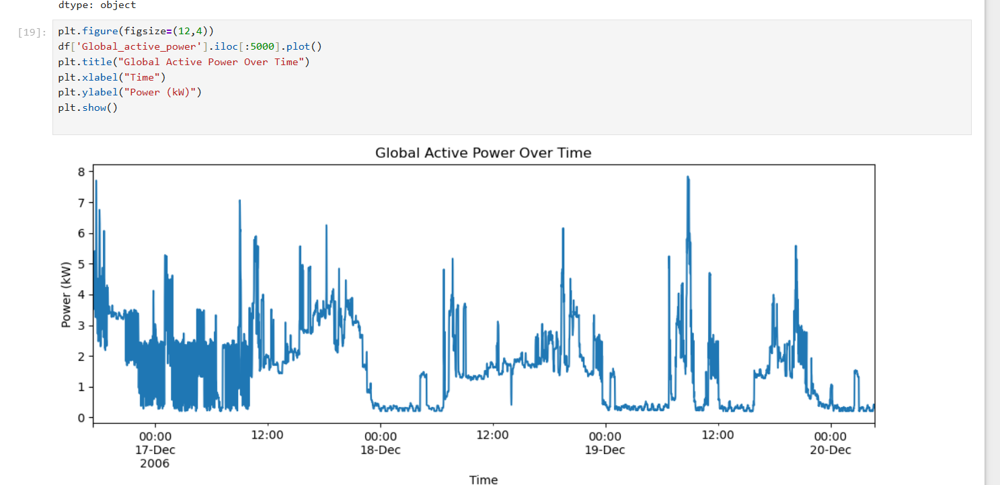 dtype: object
[19]:
plt.figure(figsize=(12,4))
df['Global_active_power'].iloc[:5000].plot()
plt.title("Global Active Power Over Time")
plt.xlabel("Time")
plt.ylabel("Power (kW)")
plt.show()
Global Active Power Over Time
Power (kW)
8
7
6
5
4
3
2
1
0
00:00 12:00 00:00 12:00 00:00 12:00 00:00
17-Dec 18-Dec 19-Dec 20-Dec
2006
Time